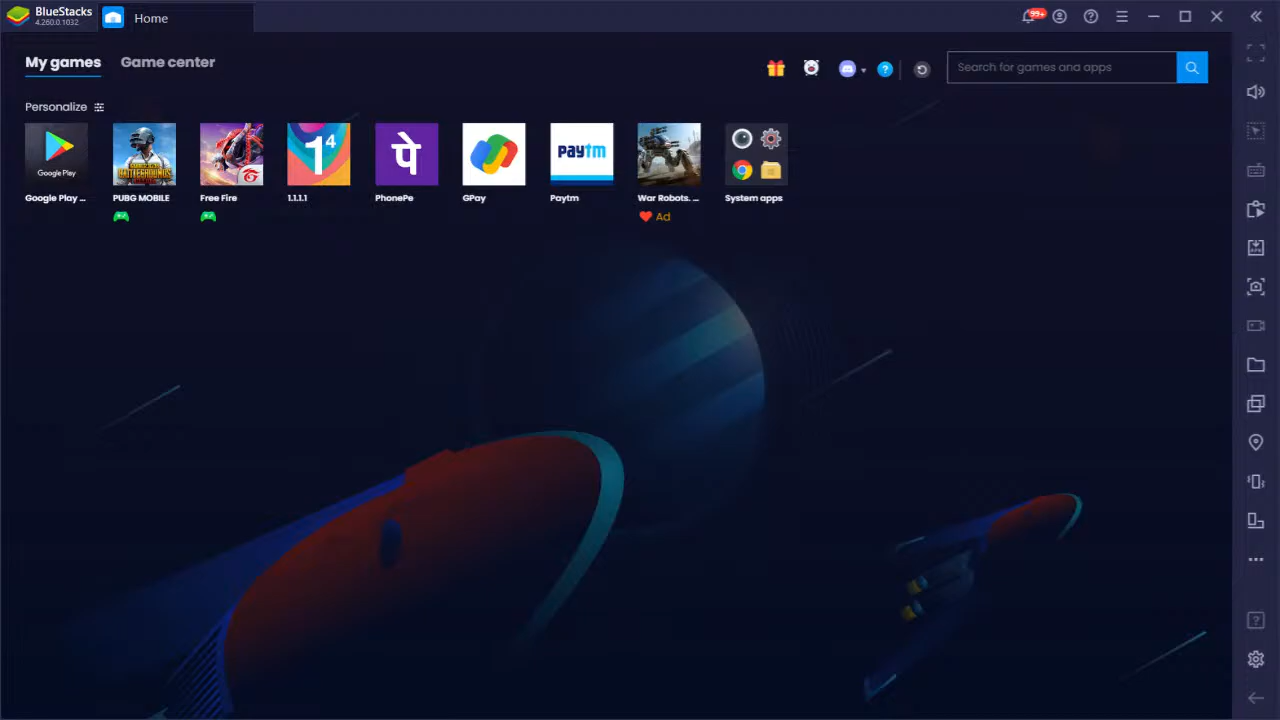 BlueStacks
4.260.0.1032
Home
99+
My games
Game center
Search for games and apps
Personalize
Google Play
Google Play ...
PUBG MOBILE
Free Fire
1⁴
1.1.1.1
पे
PhonePe
GPay
paytm
Paytm
War Robots. ...
Ad
System apps